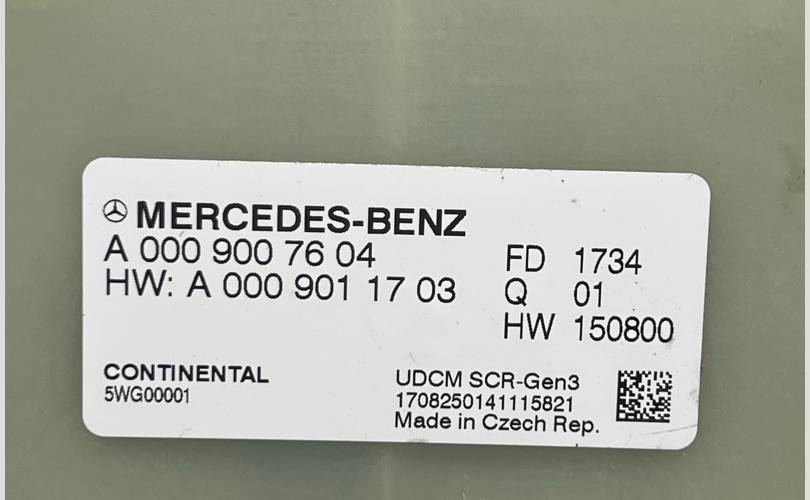 MERCEDES-BENZ
A 000 900 76 04
HW: A 000 901 17 03
FD 1734
Q 01
HW 150800
CONTINENTAL
5WG00001
UDCM SCR-Gen3
1708250141115821
Made in Czech Rep.